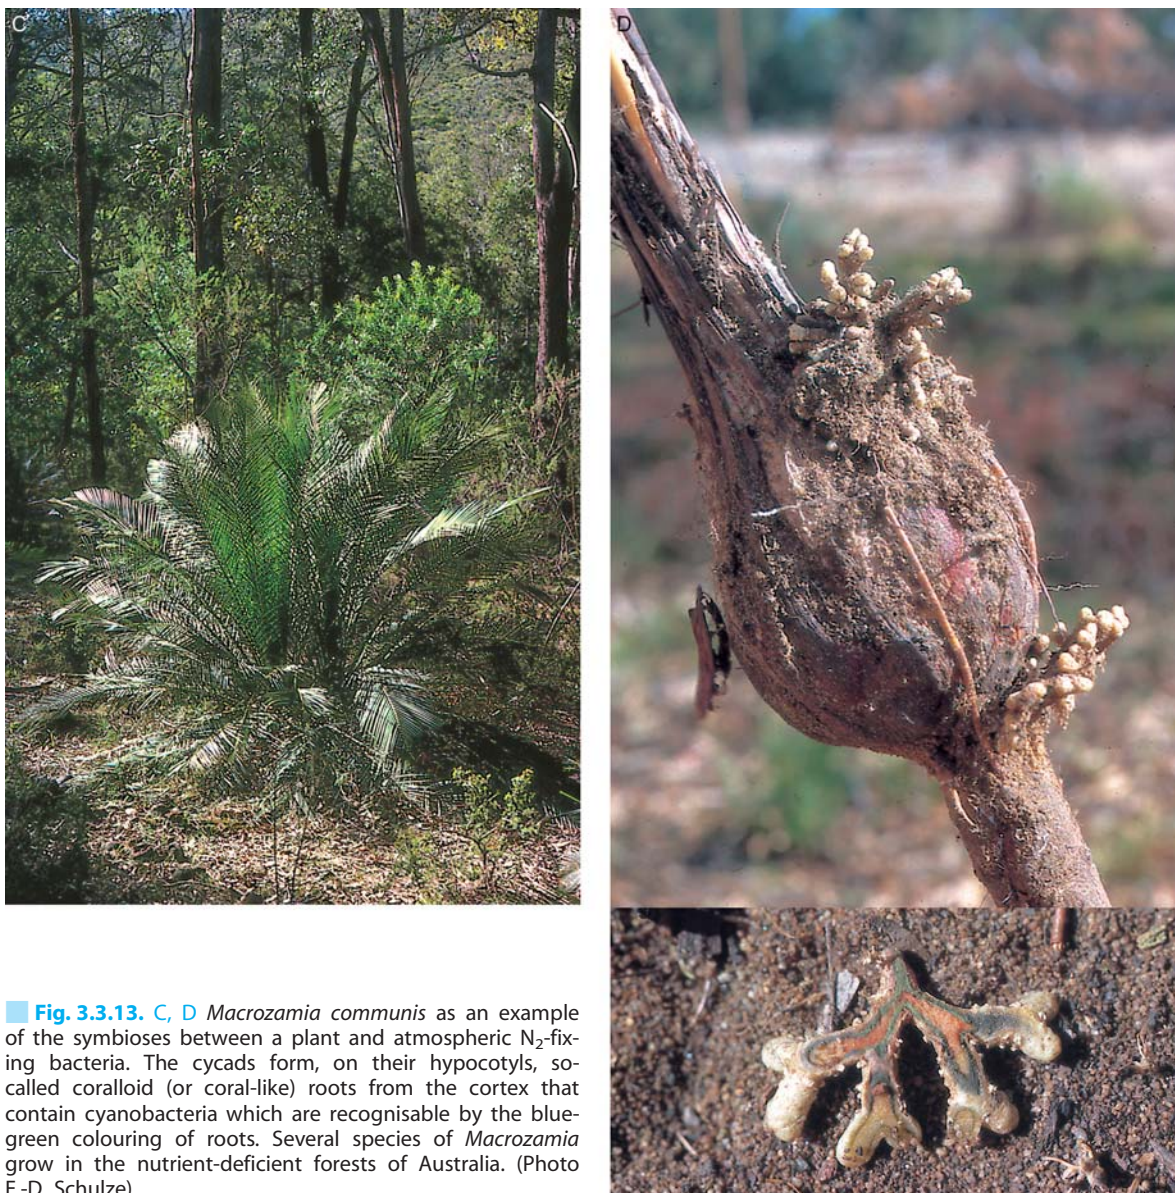 C
D
Fig. 3.3.13. C, D Macrozamia communis as an example
of the symbioses between a plant and atmospheric N₂-fix-
ing bacteria. The cycads form, on their hypocotyls, so-
called coralloid (or coral-like) roots from the cortex that
contain cyanobacteria which are recognisable by the blue-
green colouring of roots. Several species of Macrozamia
grow in the nutrient-deficient forests of Australia. (Photo
E.-D. Schulze)